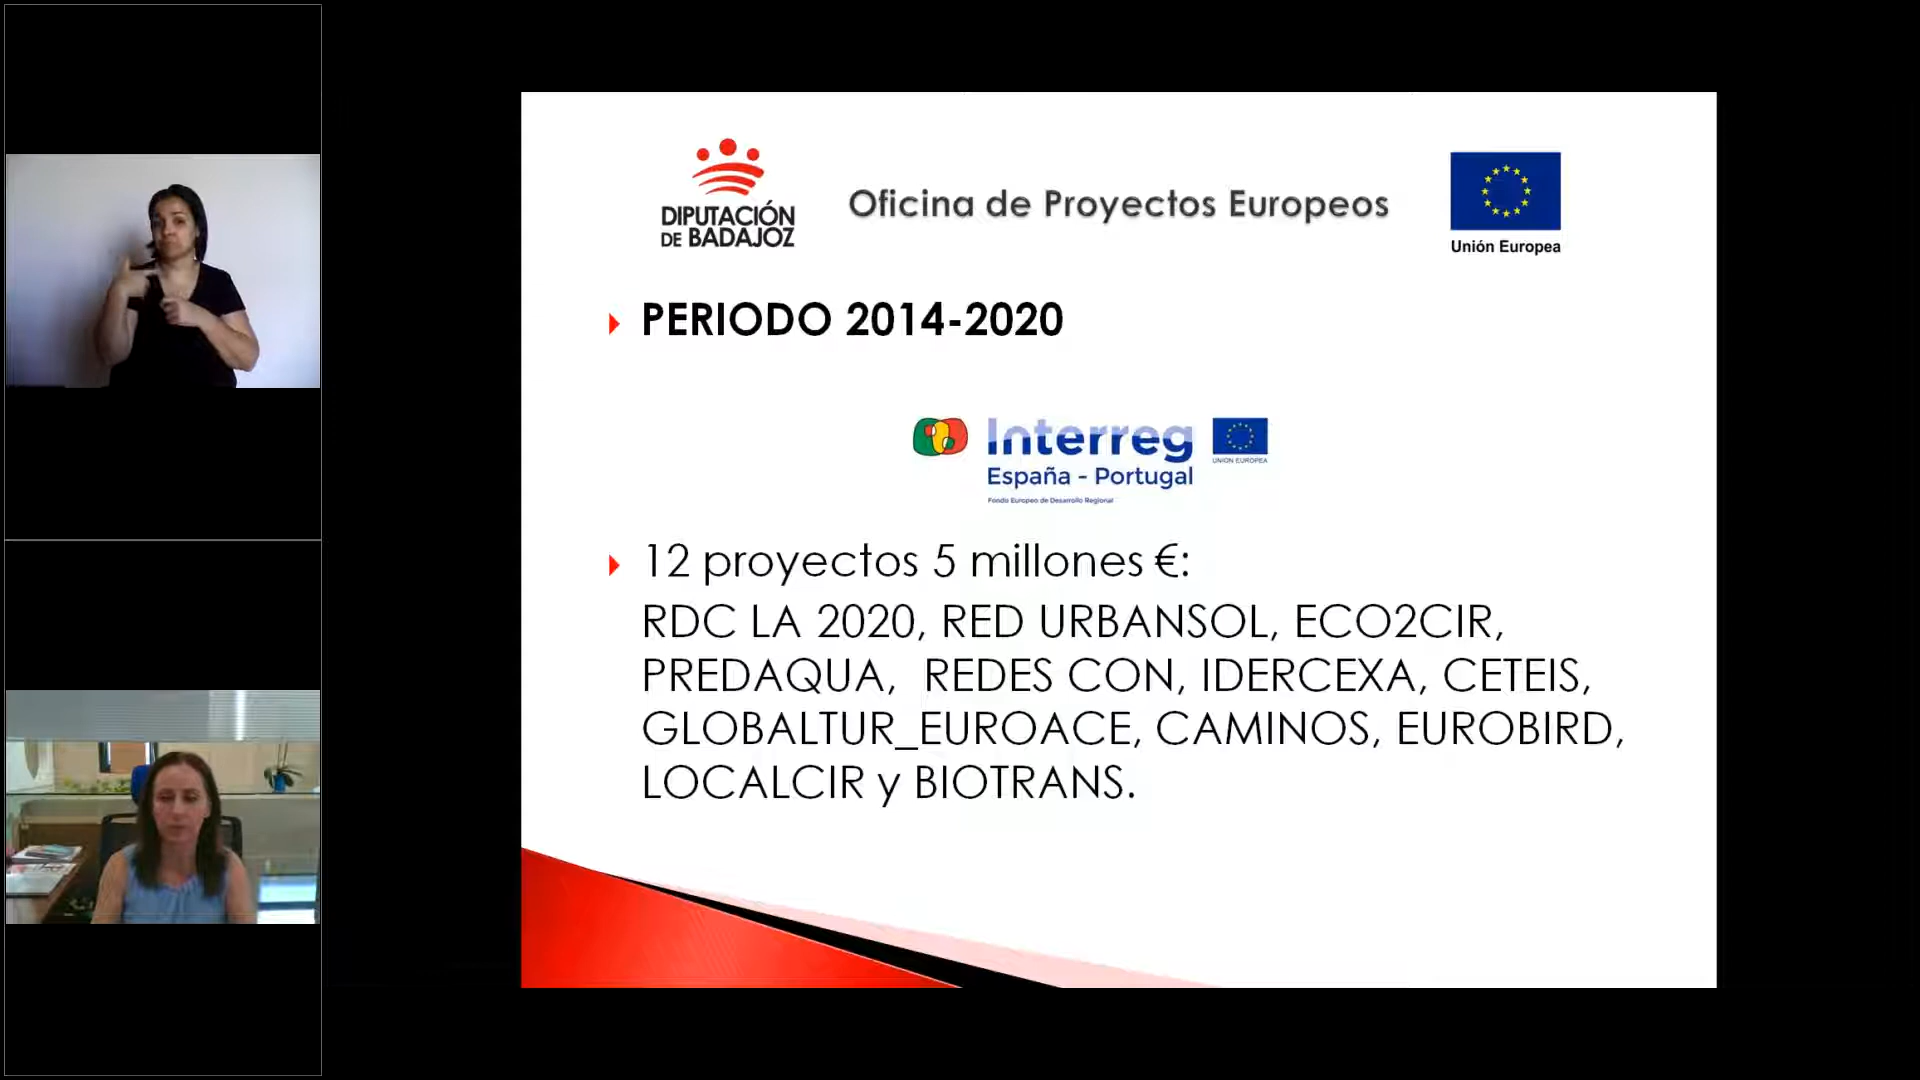 DIPUTACIÓN
DE BADAJOZ
Oficina de Proyectos Europeos
Unión Europea
PERIODO 2014-2020
Interreg
España - Portugal
Fondo Europeo de Desarrollo Regional
UNIÓN EUROPEA
12 proyectos 5 millones €:
RDC LA 2020, RED URBANSOL, ECO2CIR,
PREDAQUA, REDES CON, IDERCEXA, CETEIS,
GLOBALTUR_EUROACE, CAMINOS, EUROBIRD,
LOCALCIR y BIOTRANS.